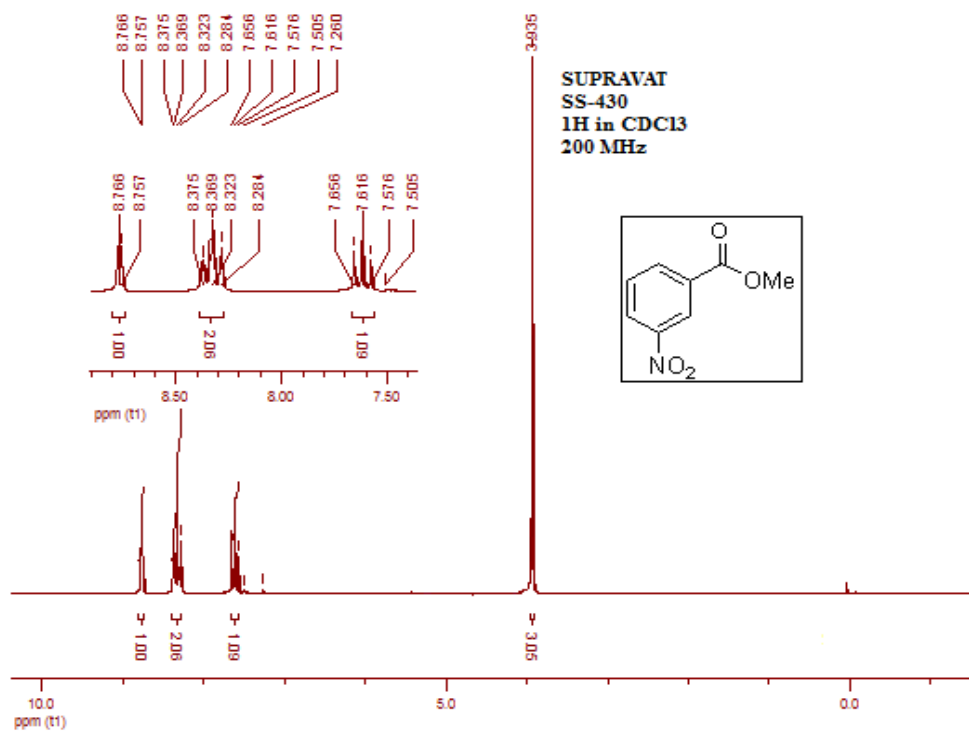 8.766
8.757
8.375
8.369
8.323
8.284
7.656
7.616
7.576
7.505
7.260
3.935
SUPRAVAT
SS-430
1H in CDCl3
200 MHz
8.766
8.757
8.375
8.369
8.323
8.284
7.656
7.616
7.576
7.505
O
OMe
NO2
1.00
2.06
1.09
8.50 8.00 7.50
ppm (t1)
1.00
2.06
1.09
3.05
10.0 5.0 0.0
ppm (t1)